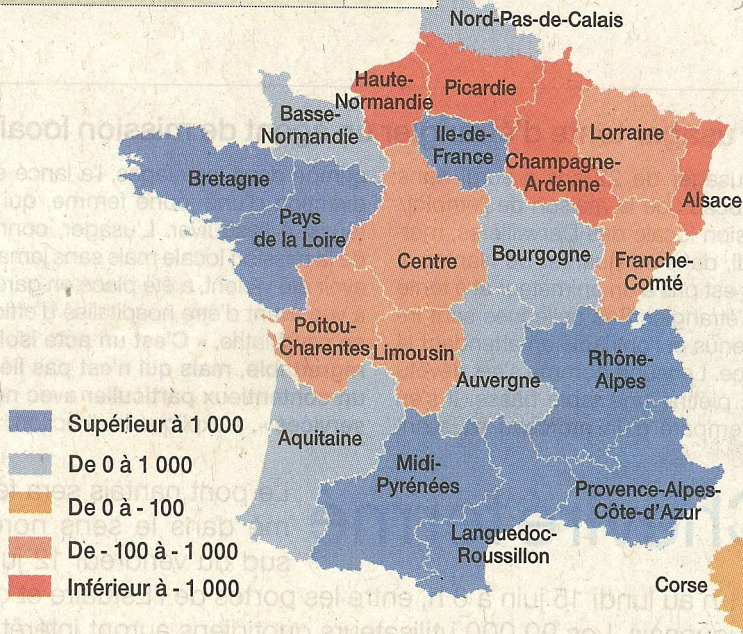 Nord-Pas-de-Calais
Haute-
Normandie
Picardie
Basse-
Normandie
Ile-de-
France
Lorraine
Champagne-
Ardenne
Bretagne
Alsace
Pays
de la Loire
Centre
Bourgogne
Franche-
Comté
Poitou-
Charentes
Limousin
Rhône-
Alpes
Auvergne
Aquitaine
Midi-
Pyrénées
Provence-Alpes-
Côte-d'Azur
Languedoc-
Roussillon
Corse
Supérieur à 1 000
De 0 à 1 000
De 0 à - 100
De - 100 à - 1 000
Inférieur à - 1 000